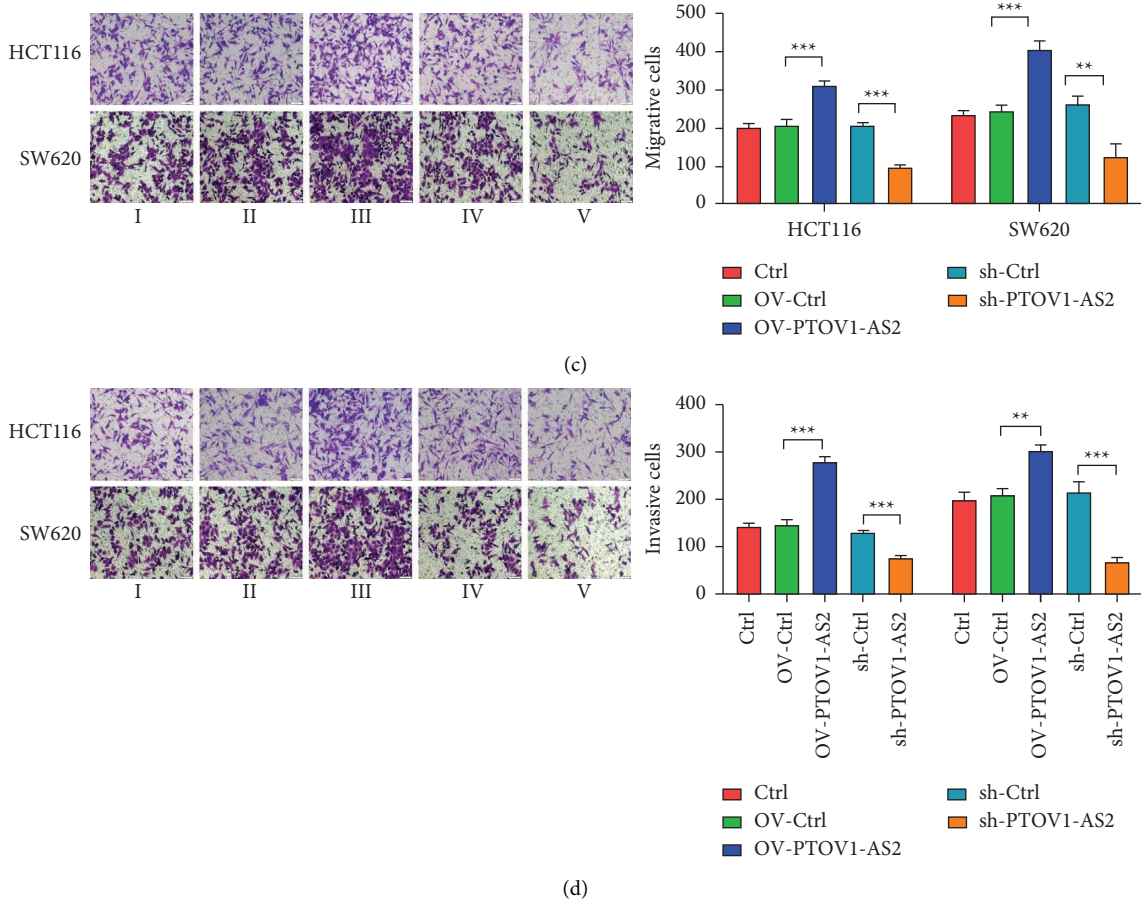 HCT116
SW620
I II III IV V
500
400
300
200
100
0
Migrative cells
***
***
***
**
HCT116 SW620
Ctrl sh-Ctrl
OV-Ctrl sh-PTOV1-AS2
OV-PTOV1-AS2
(c)
HCT116
SW620
I II III IV V
400
300
200
100
0
Invasive cells
***
***
**
***
Ctrl
OV-Ctrl
OV-PTOV1-AS2
sh-Ctrl
sh-PTOV1-AS2
Ctrl
OV-Ctrl
OV-PTOV1-AS2
sh-Ctrl
sh-PTOV1-AS2
Ctrl sh-Ctrl
OV-Ctrl sh-PTOV1-AS2
OV-PTOV1-AS2
(d)